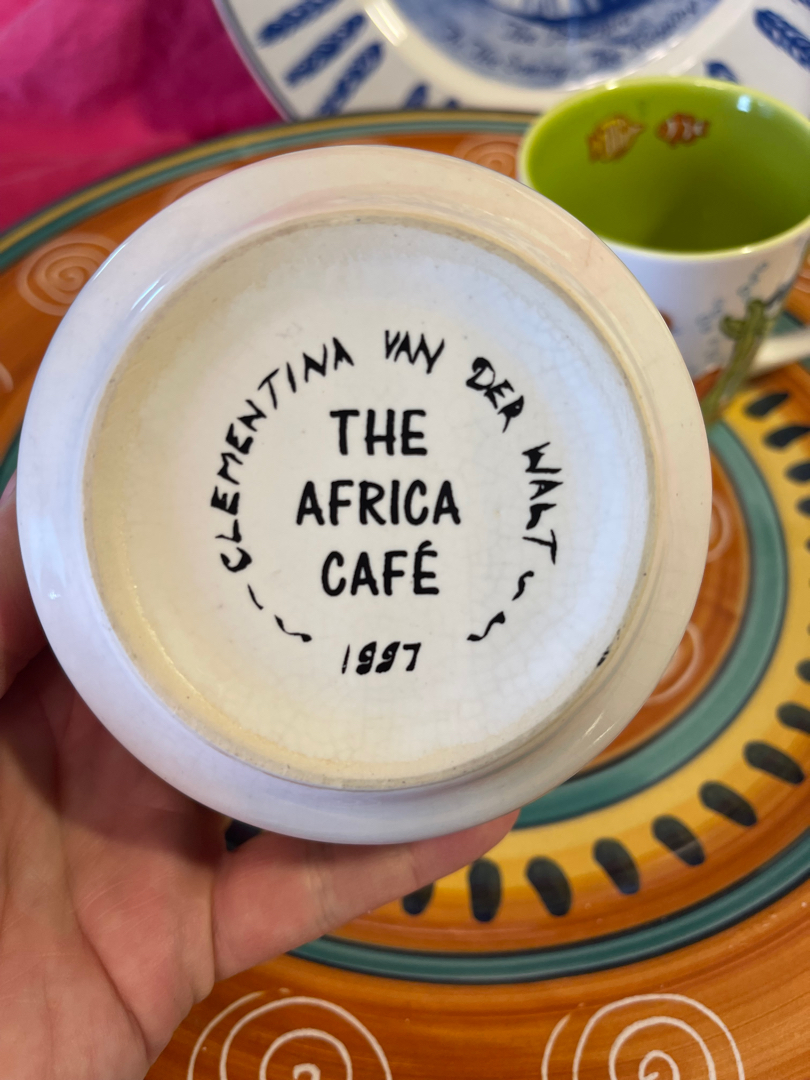 CLEMENTINA VAN DER WALT
THE
AFRICA
CAFÉ
1997